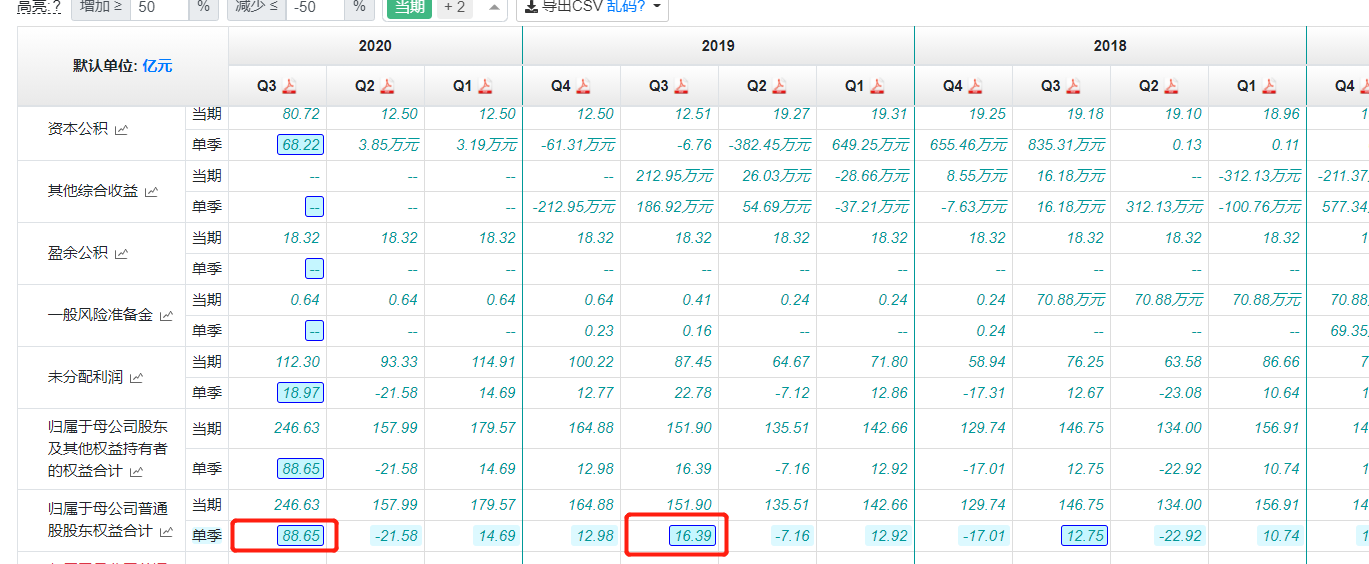 高亮:? 增加 ≥ 50 % 减少 ≤ -50 % 当期 + 2 导出CSV 乱码?
默认单位: 亿元 2020 2019 2018
Q3 Q2 Q1 Q4 Q3 Q2 Q1 Q4 Q3 Q2 Q1 Q4
资本公积 当期 80.72 12.50 12.50 12.50 12.51 19.27 19.31 19.25 19.18 19.10 18.96
单季 68.22 3.85万元 3.19万元 -61.31万元 -6.76 -382.45万元 649.25万元 655.46万元 835.31万元 0.13 0.11
其他综合收益 当期 -- -- -- -- 212.95万元 26.03万元 -28.66万元 8.55万元 16.18万元 -- -312.13万元 -211.37
单季 -- -- -- -212.95万元 186.92万元 54.69万元 -37.21万元 -7.63万元 16.18万元 312.13万元 -100.76万元 577.34
盈余公积 当期 18.32 18.32 18.32 18.32 18.32 18.32 18.32 18.32 18.32 18.32 18.32
单季 -- -- -- -- -- -- -- -- -- -- --
一般风险准备金 当期 0.64 0.64 0.64 0.64 0.41 0.24 0.24 0.24 70.88万元 70.88万元 70.88万元 70.88
单季 -- -- -- 0.23 0.16 -- -- 0.24 -- -- -- 69.35
未分配利润 当期 112.30 93.33 114.91 100.22 87.45 64.67 71.80 58.94 76.25 63.58 86.66 7
单季 18.97 -21.58 14.69 12.77 22.78 -7.12 12.86 -17.31 12.67 -23.08 10.64 1
归属于母公司股东
及其他权益持有者
的权益合计 当期 246.63 157.99 179.57 164.88 151.90 135.51 142.66 129.74 146.75 134.00 156.91 14
单季 88.65 -21.58 14.69 12.98 16.39 -7.16 12.92 -17.01 12.75 -22.92 10.74 1
归属于母公司普通
股股东权益合计 当期 246.63 157.99 179.57 164.88 151.90 135.51 142.66 129.74 146.75 134.00 156.91 14
单季 88.65 -21.58 14.69 12.98 16.39 -7.16 12.92 -17.01 12.75 -22.92 10.74 1